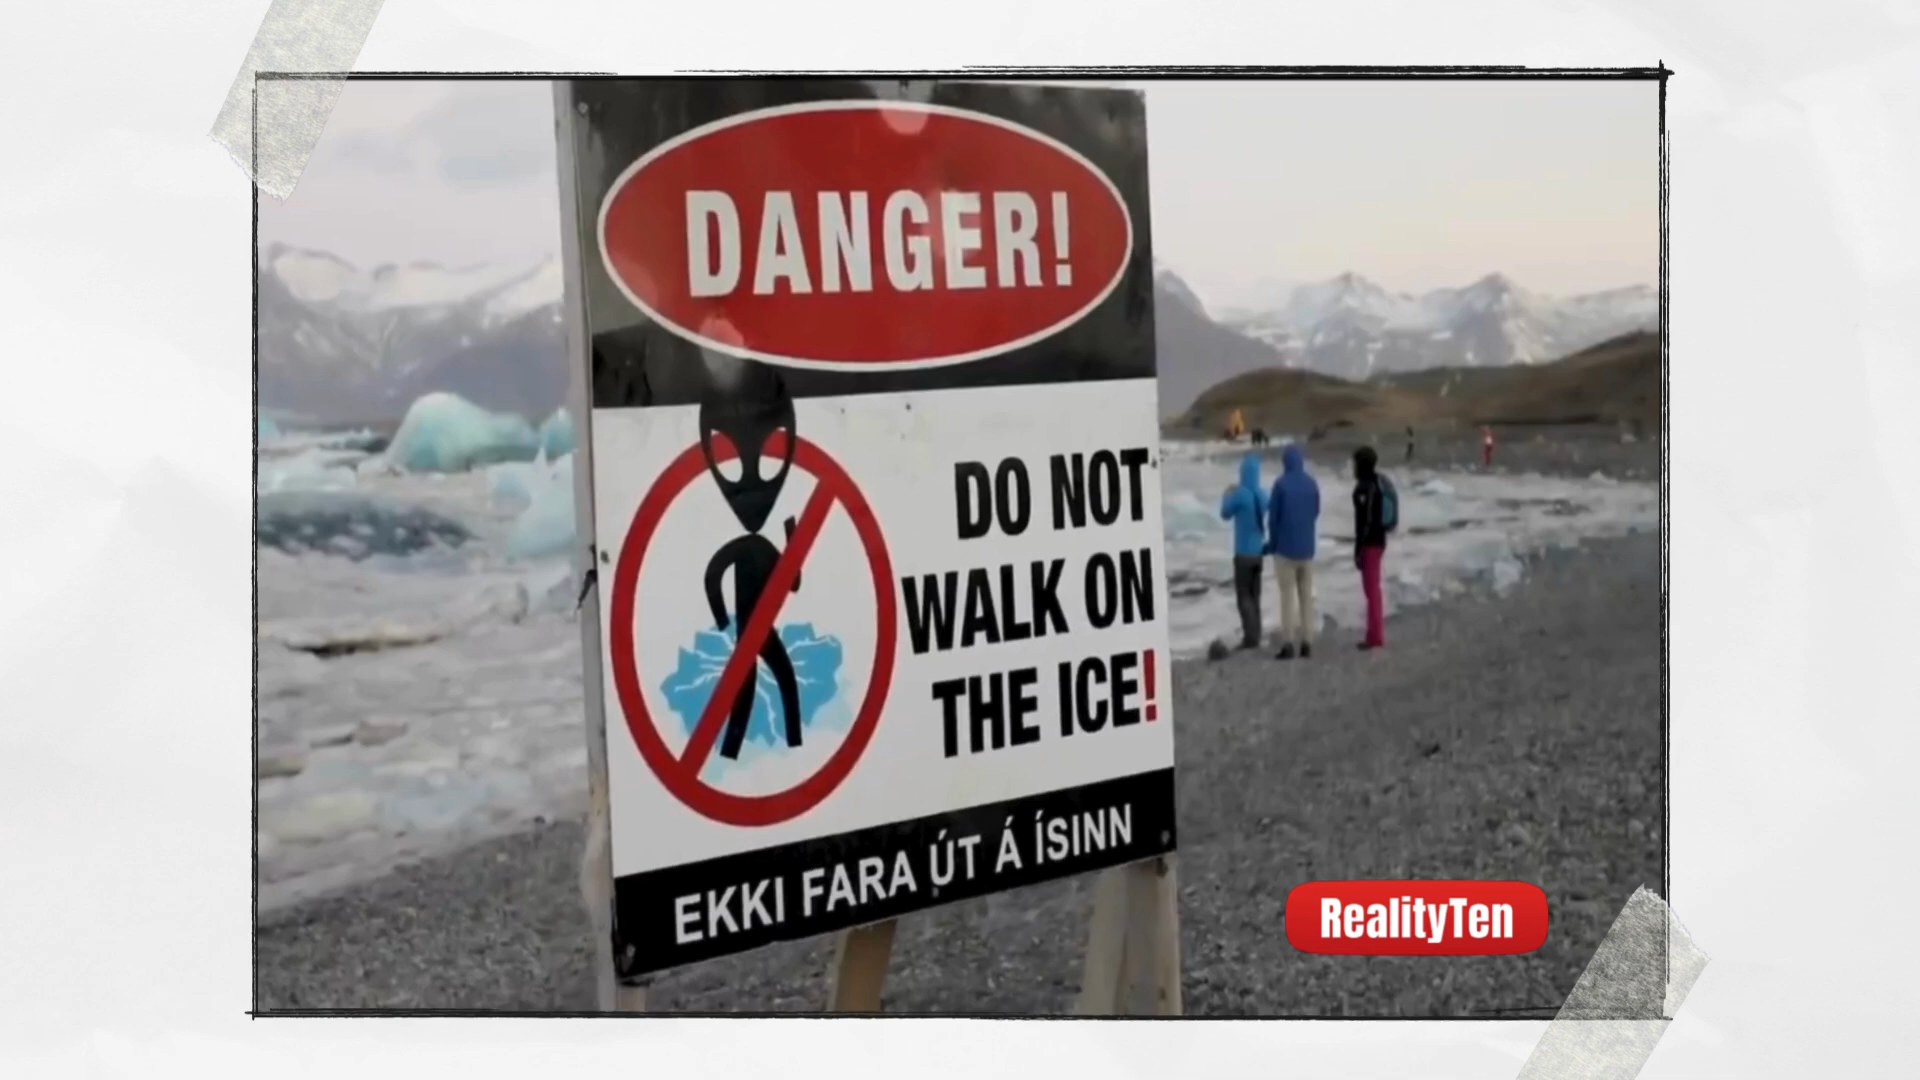 DANGER!
DO NOT
WALK ON
THE ICE!
EKKI FARA ÚT Á ÍSINN
RealityTen